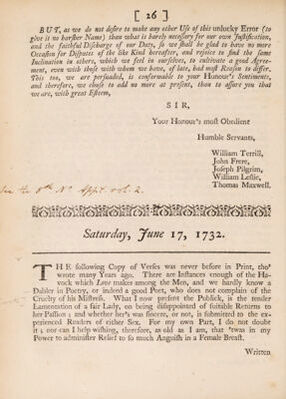 [ 26 ]
BUT, as we do not desire to make any other Use of this unlucky Error (to
give it no harsher Name) than what is barely necessary for our own Justification,
and the faithful Discharge of our Duty, so we shall be glad to have no more
Occasion for Disputes of the like Kind hereafter, and rejoice to find the same
Inclination in others, which we feel in ourselves, to cultivate a good Agree-
ment, even with those with whom we have, of late, had most Reason to differ.
This too, we are persuaded, is conformable to your Honour's Sentiments,
and therefore, we chose to add no more at present, than to assure you that
we are, with great Esteem,
SIR,
Your Honour's most Obedient
Humble Servants,
William Terrill,
John Frere,
Joseph Pilgrim,
William Leslie,
Thomas Maxwell.
the Nº vol. 2.
Saturday, June 17, 1732.
THE following Copy of Verses was never before in Print, tho'
wrote many Years ago. There are Instances enough of the Ha-
vock which Love makes among the Men, and we hardly know a
Dabler in Poetry, or indeed a good Poet, who does not complain of the
Cruelty of his Mistress. What I now present the Publick, is the tender
Lamentation of a fair Lady, on being disappointed of suitable Returns to
her Passion; and whether her's was sincere, or not, is submitted to the ex-
perienced Readers of either Sex. For my own Part, I do not doubt
it; nor can I help wishing, therefore, as old as I am, that 'twas in my
Power to administer Relief to so much Anguish in a Female Breast.
Written